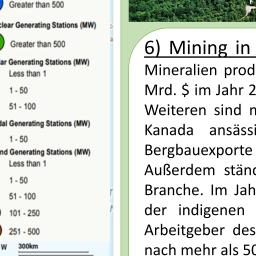 Greater than 500
clear Generating Stations (MW)
Greater than 500
ar Generating Stations (MW)
Less than 1
1 - 50
51 - 100
dal Generating Stations (MW)
1 - 50
nd Generating Stations (MW)
Less than 1
1 - 50
51 - 100
101 - 250
251 - 500
W 300km
6) Mining in
Mineralien prod
Mrd. $ im Jahr 2
Weiteren sind m
Kanada ansässi
Bergbauexporte
Außerdem ständ
Branche. Im Jah
der indigenen
Arbeitgeber des
nach mehr als 50